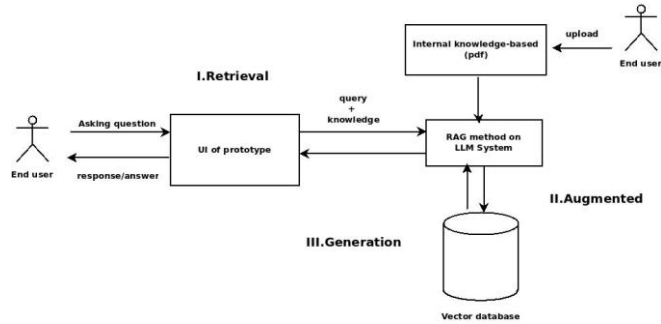 Internal knowledge-based
(pdf)
upload
End user
I.Retrieval
query
+
knowledge
Asking question
UI of prototype
RAG method on
LLM System
End user
response/answer
II.Augmented
III.Generation
Vector database